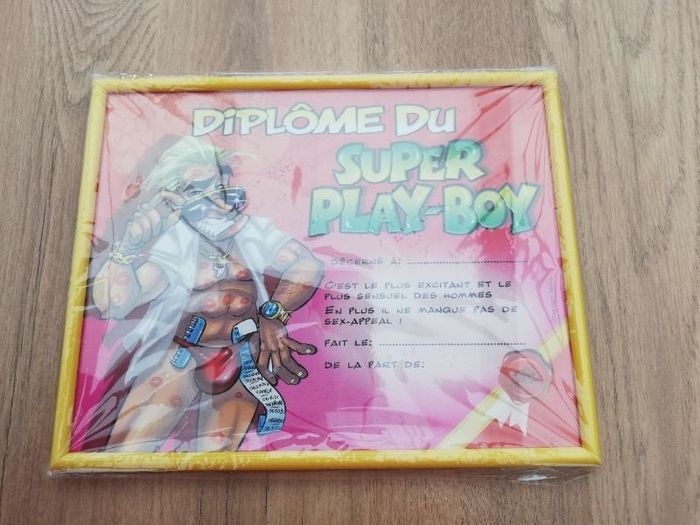 DIPLÔME DU
SUPER
PLAY-BOY
DÉCERNÉ À: ....................................
C'EST LE PLUS EXCITANT ET LE
PLUS SENSUEL DES HOMMES
EN PLUS IL NE MANQUE PAS DE
SEX-APPEAL !
FAIT LE: ....................................
DE LA PART DE: